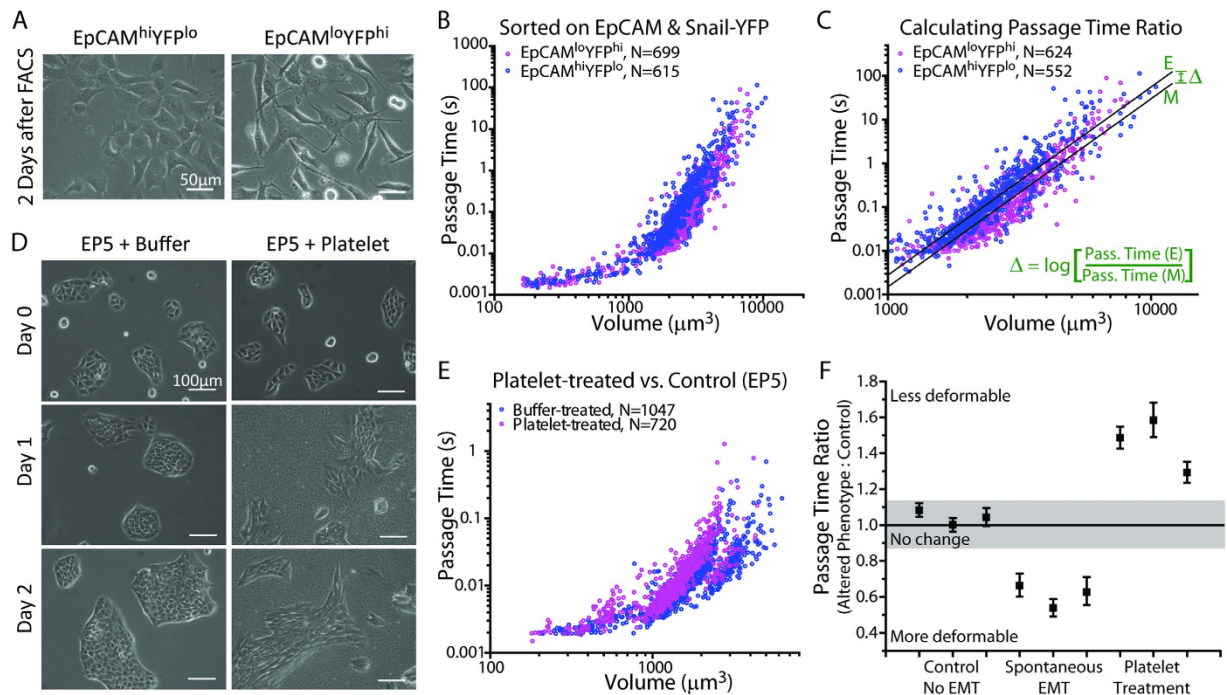 A
EpCAMhiYFPlo
EpCAMloYFPhi
2 Days after FACS
50μm
B
Sorted on EpCAM & Snail-YFP
EpCAMloYFPhi, N=699
EpCAMhiYFPlo, N=615
Passage Time (s)
1000
100
10
1
0.1
0.01
0.001
100
1000
10000
Volume (μm3)
C
Calculating Passage Time Ratio
EpCAMloYFPhi, N=624
EpCAMhiYFPlo, N=552
E
Δ
M
Passage Time (s)
100
10
1
0.1
0.01
0.001
Δ = log[Pass. Time (E)
Pass. Time (M)]
1000
10000
Volume (μm3)
D
EP5 + Buffer
EP5 + Platelet
Day 0
100μm
Day 1
Day 2
E
Platelet-treated vs. Control (EP5)
Buffer-treated, N=1047
Platelet-treated, N=720
Passage Time (s)
1
0.1
0.01
0.001
100
1000
Volume (μm3)
F
Passage Time Ratio
(Altered Phenotype : Control)
1.8
1.6
1.4
1.2
1.0
0.8
0.6
0.4
Less deformable
No change
More deformable
Control
No EMT
Spontaneous
EMT
Platelet
Treatment